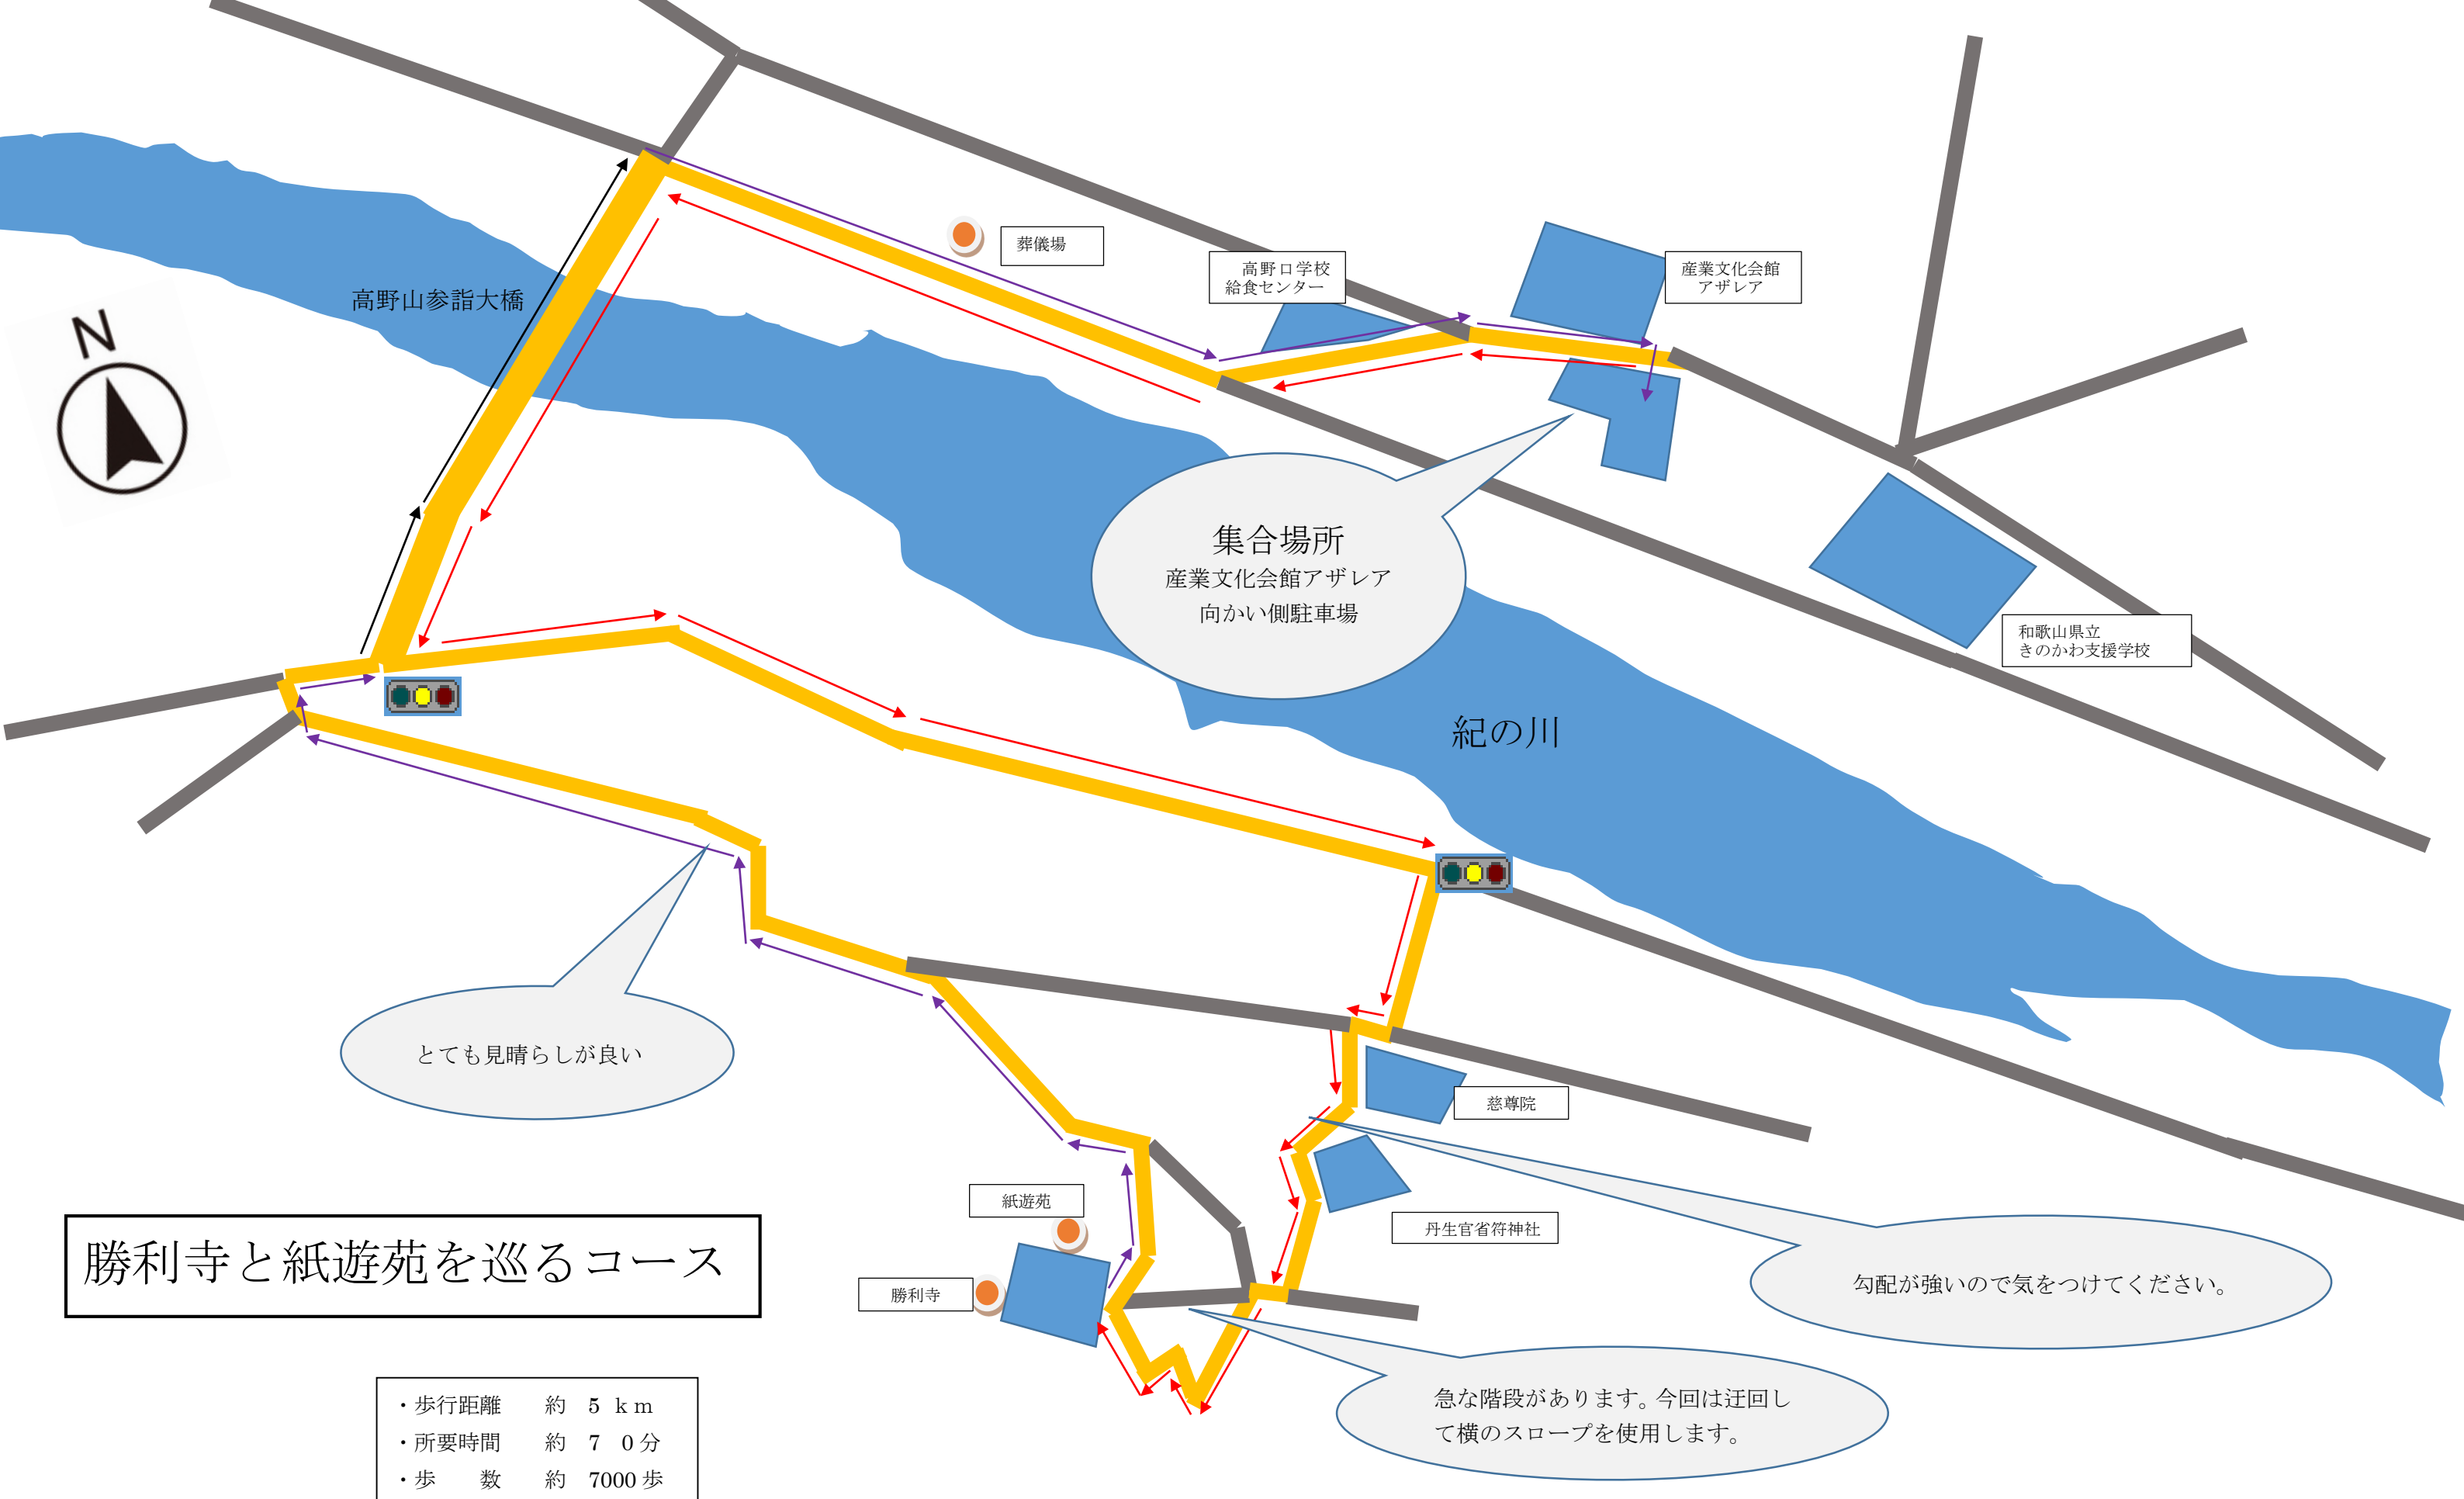 葬儀場
高野口学校
給食センター
産業文化会館
アザレア
高野山参詣大橋
N
集合場所
産業文化会館アザレア
向かい側駐車場
和歌山県立
きのかわ支援学校
紀の川
とても見晴らしが良い
慈尊院
紙遊苑
丹生官省符神社
勝利寺と紙遊苑を巡るコース
勝利寺
勾配が強いので気をつけてください。
急な階段があります。今回は迂回し
て横のスロープを使用します。
・歩行距離　　約　5 ｋｍ
・所要時間　　約　7　0分
・歩　　数　　約　7000歩